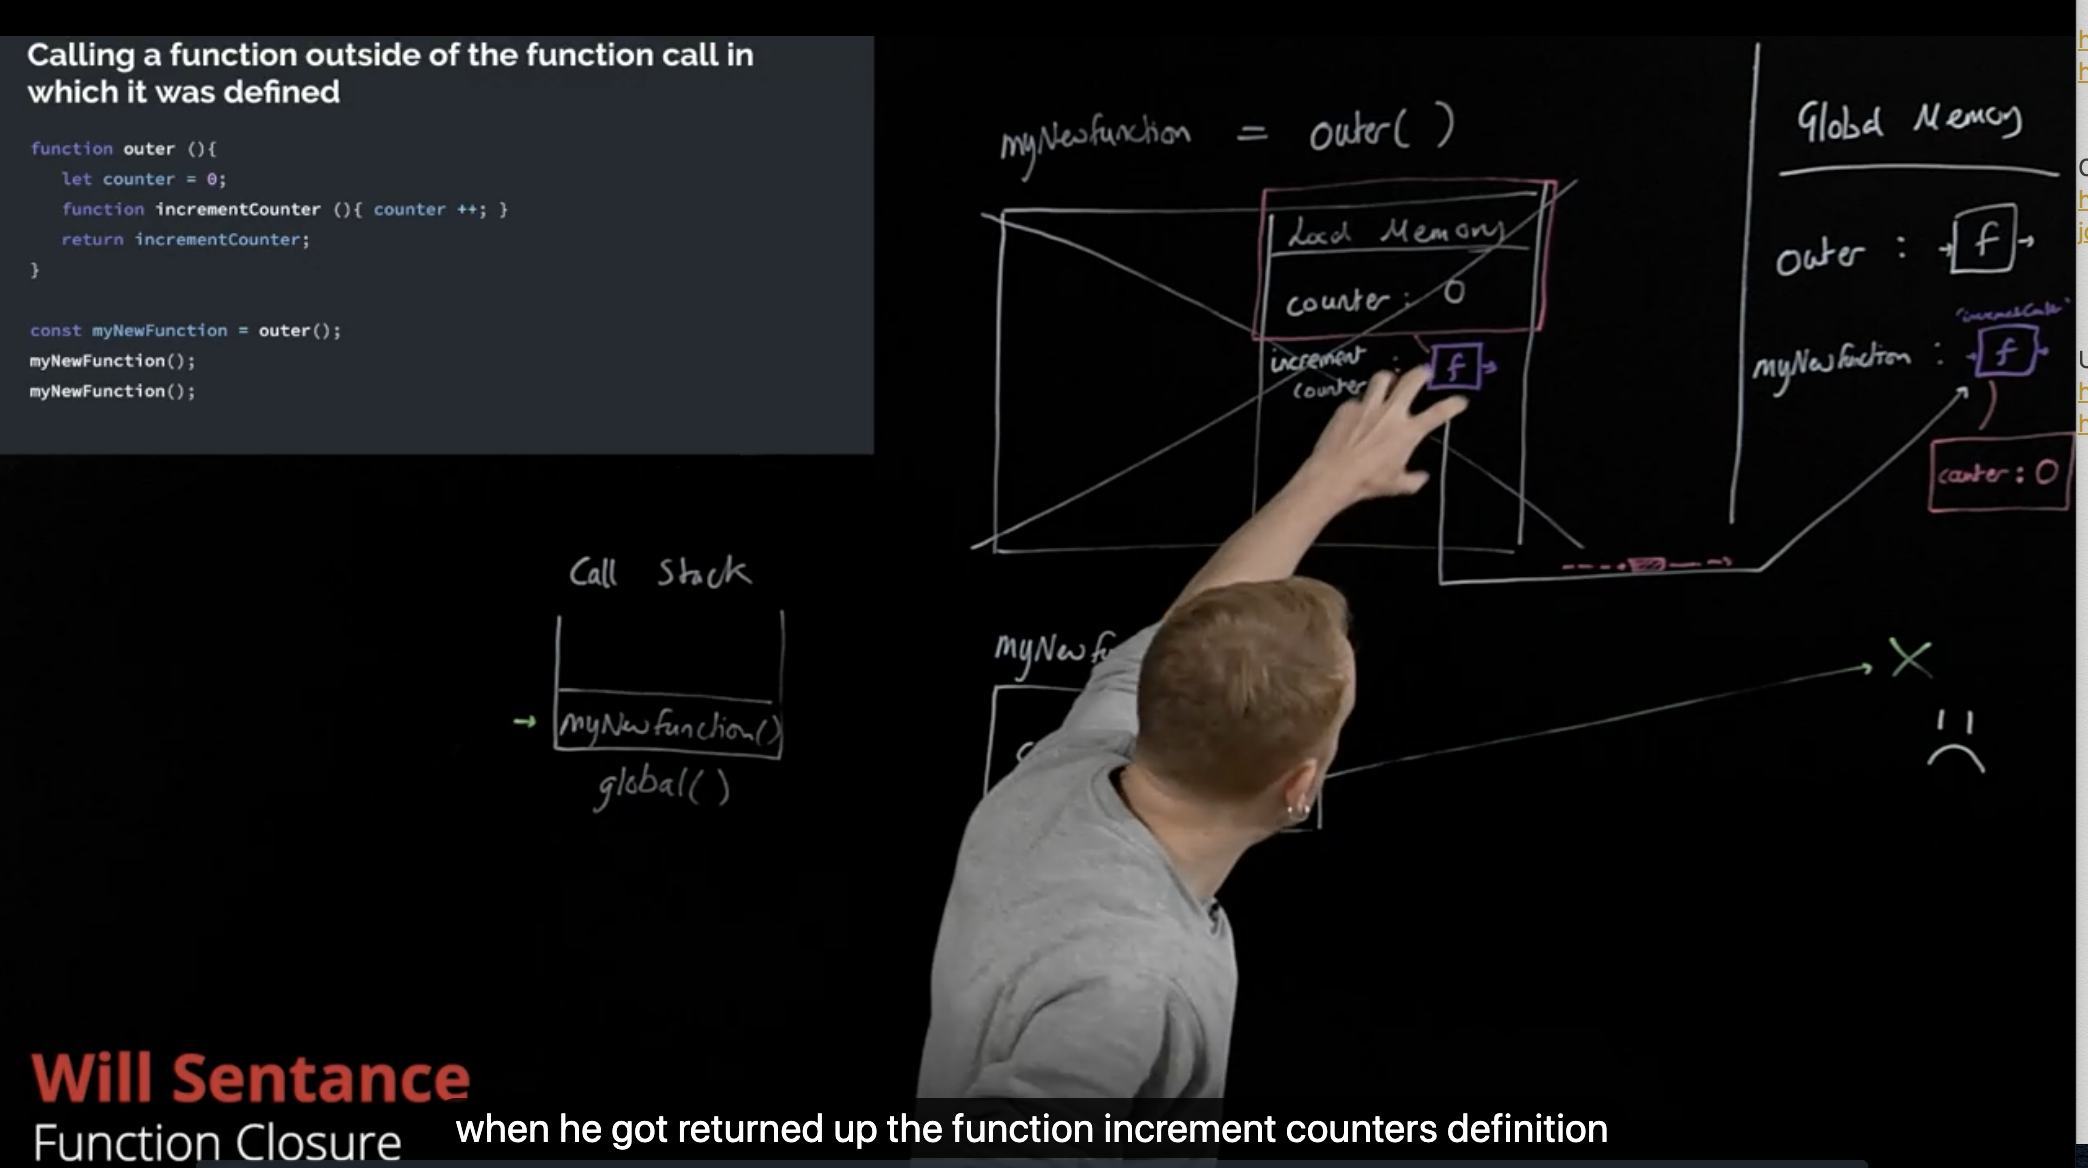 Calling a function outside of the function call in
which it was defined
function outer (){
let counter = 0;
function incrementCounter (){ counter ++; }
return incrementCounter;
}
const myNewFunction = outer();
myNewFunction();
myNewFunction();
myNewfunction = outer( )
Local Memory
counter : 0
increment :
counter
f
Global Memory
outer : f
"incrementCounter"
myNewfunction : f
counter : 0
Call Stack
myNewfunction()
global( )
myNewfu
Will Sentance
Function Closure
when he got returned up the function increment counters definition